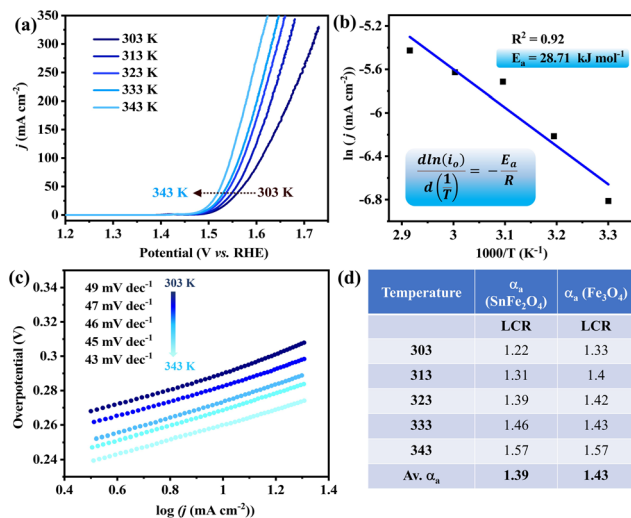 (a)
350
300
250
200
150
100
50
0
j (mA cm⁻²)
303 K
313 K
323 K
333 K
343 K
343 K
303 K
1.2 1.3 1.4 1.5 1.6 1.7
Potential (V vs. RHE)
(b)
-5.2
-5.6
-6
-6.4
-6.8
ln (j (mA cm⁻²)
R² = 0.92
Eₐ = 28.71 kJ mol⁻¹
dln(iₒ) / d(1/T) = − Eₐ / R
2.9 3 3.1 3.2 3.3
1000/T (K⁻¹)
(c)
0.34
0.32
0.3
0.28
0.26
0.24
Overpotential (V)
49 mV dec⁻¹
47 mV dec⁻¹
46 mV dec⁻¹
45 mV dec⁻¹
43 mV dec⁻¹
303 K
343 K
0.4 0.6 0.8 1 1.2 1.4
log (j (mA cm⁻²)
(d)
Temperature αₐ (SnFe₂O₄) αₐ (Fe₃O₄)
LCR LCR
303 1.22 1.33
313 1.31 1.4
323 1.39 1.42
333 1.46 1.43
343 1.57 1.57
Av. αₐ 1.39 1.43